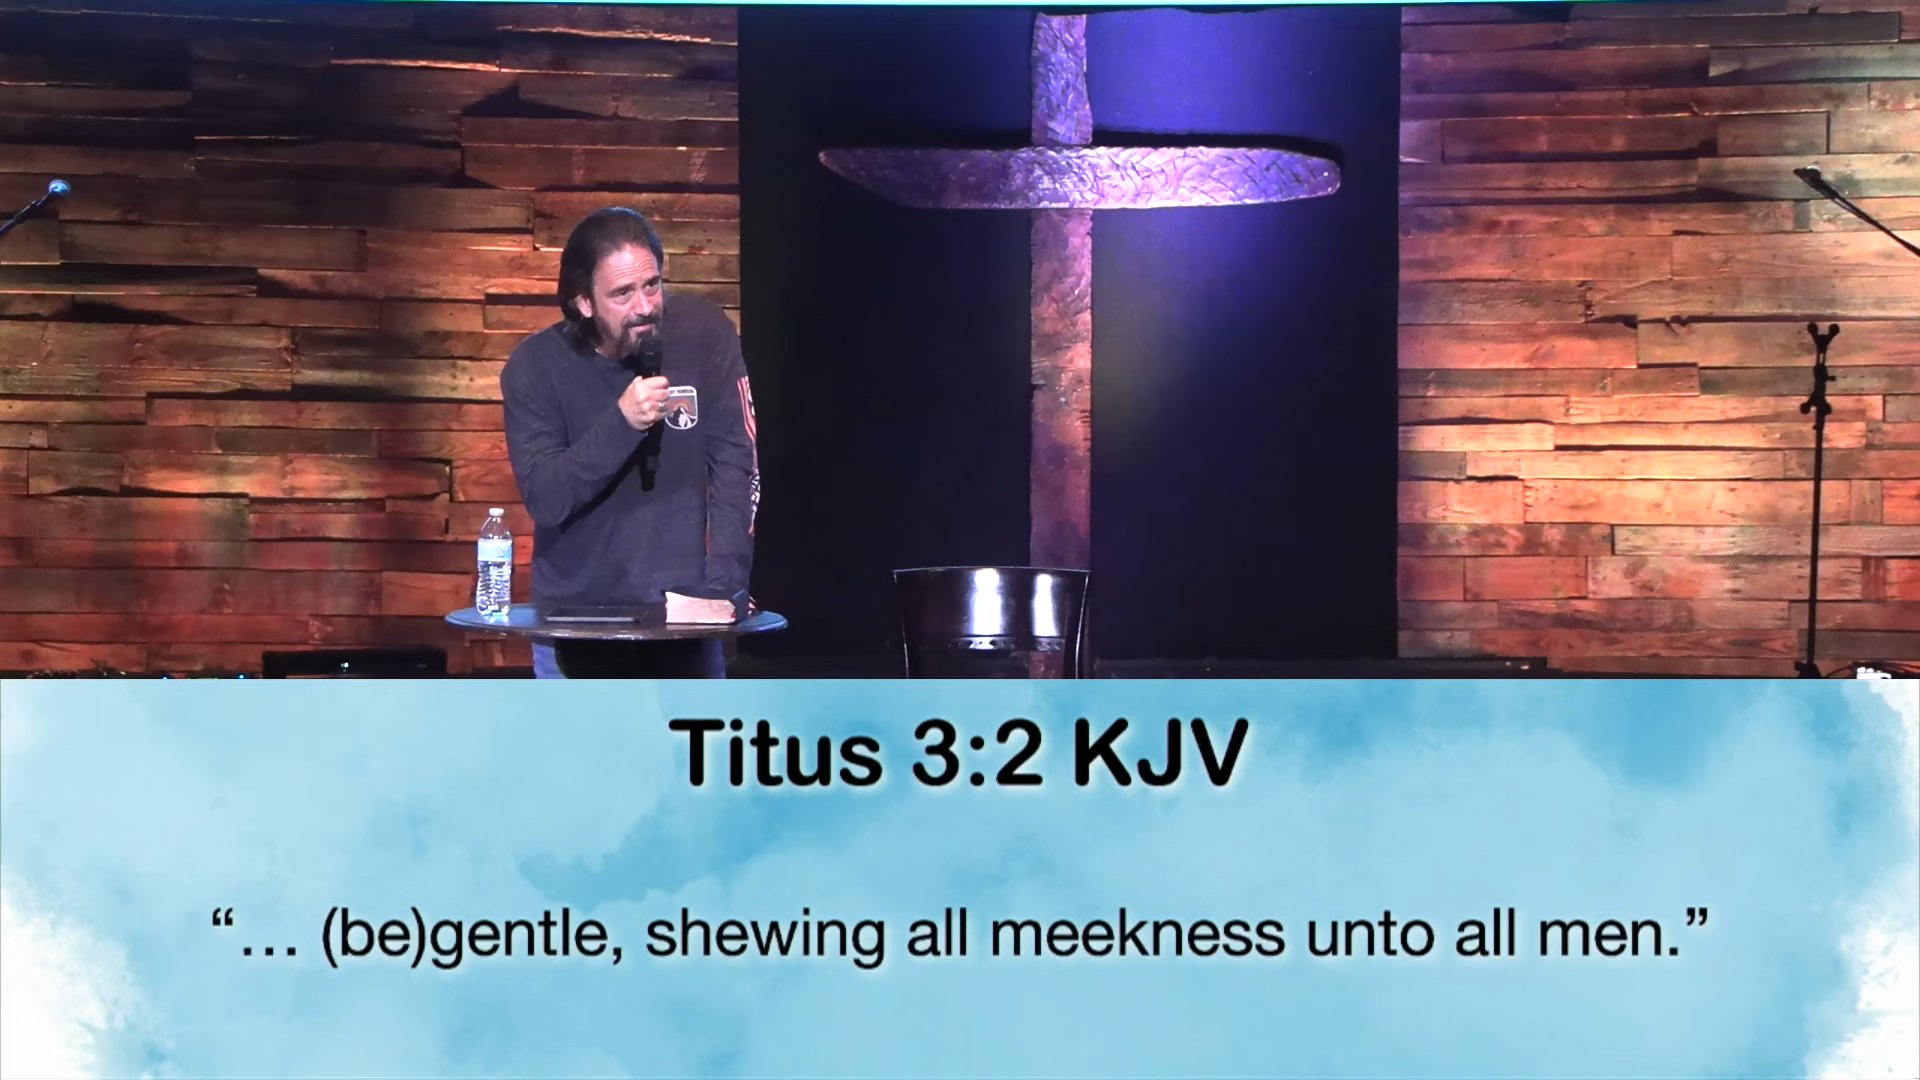 Titus 3:2 KJV
“… (be)gentle, shewing all meekness unto all men.”